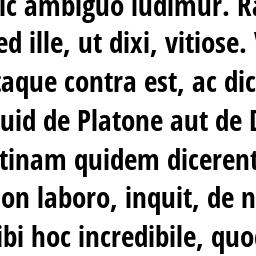 ic ambiguo ludimur. Ra
ed ille, ut dixi, vitiose.
taque contra est, ac dic
uid de Platone aut de D
tinam quidem dicerent
on laboro, inquit, de n
ibi hoc incredibile, quo